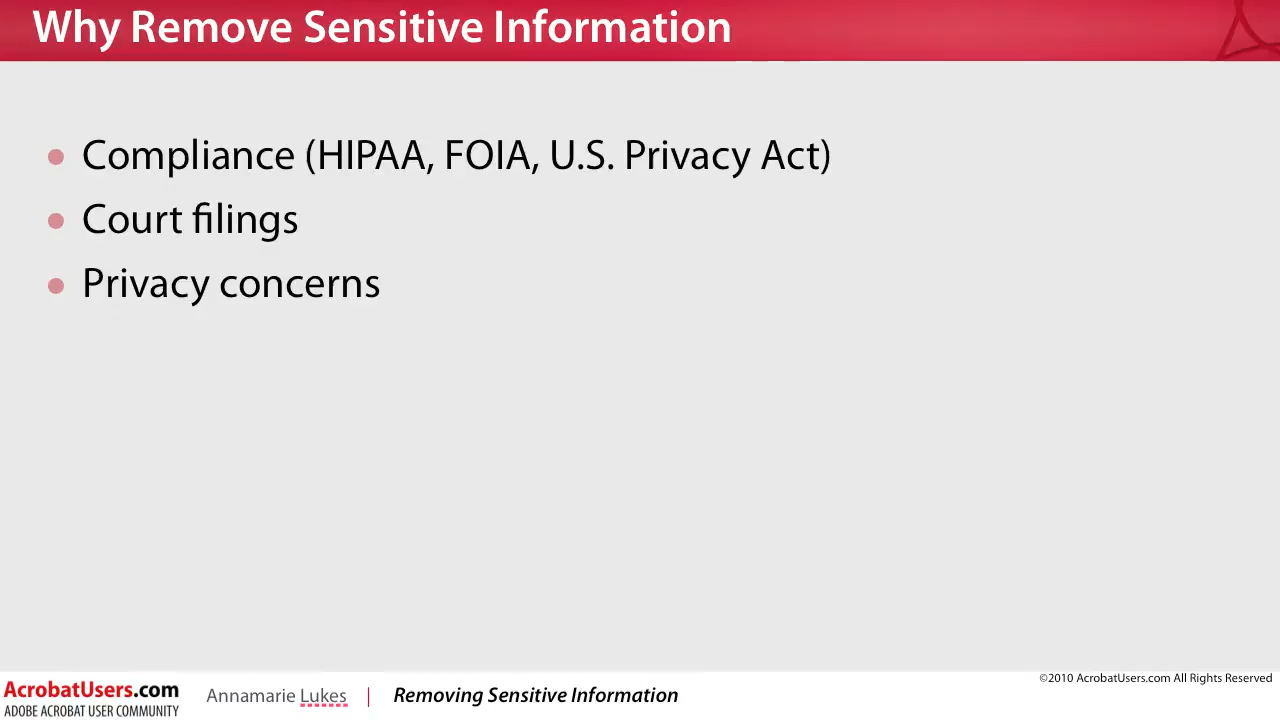 Why Remove Sensitive Information
Compliance (HIPAA, FOIA, U.S. Privacy Act)
Court filings
Privacy concerns
©2010 AcrobatUsers.com All Rights Reserved
AcrobatUsers.com
ADOBE ACROBAT USER COMMUNITY
Annamarie Lukes | Removing Sensitive Information